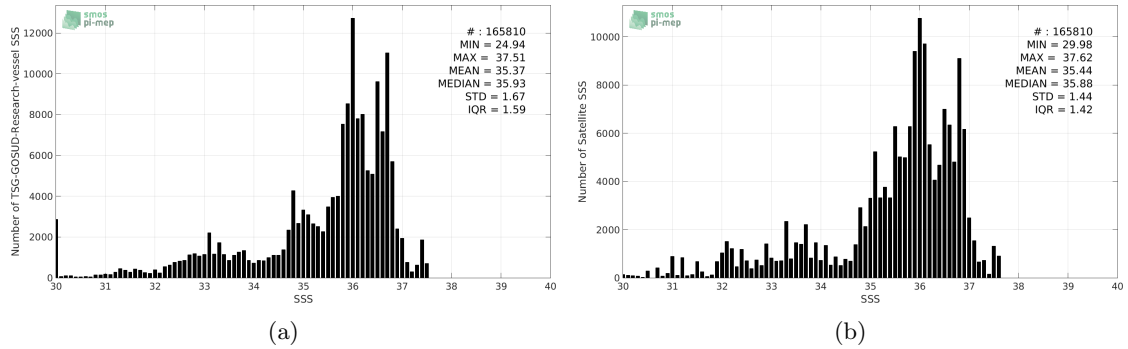 smos
pi-mep
# : 165810
MIN = 24.94
MAX = 37.51
MEAN = 35.37
MEDIAN = 35.93
STD = 1.67
IQR = 1.59
Number of TSG-GOSUD-Research-vessel SSS
12000
10000
8000
6000
4000
2000
0
30 31 32 33 34 35 36 37 38 39 40
SSS
(a)
smos
pi-mep
# : 165810
MIN = 29.98
MAX = 37.62
MEAN = 35.44
MEDIAN = 35.88
STD = 1.44
IQR = 1.42
Number of Satellite SSS
10000
8000
6000
4000
2000
0
30 31 32 33 34 35 36 37 38 39 40
SSS
(b)